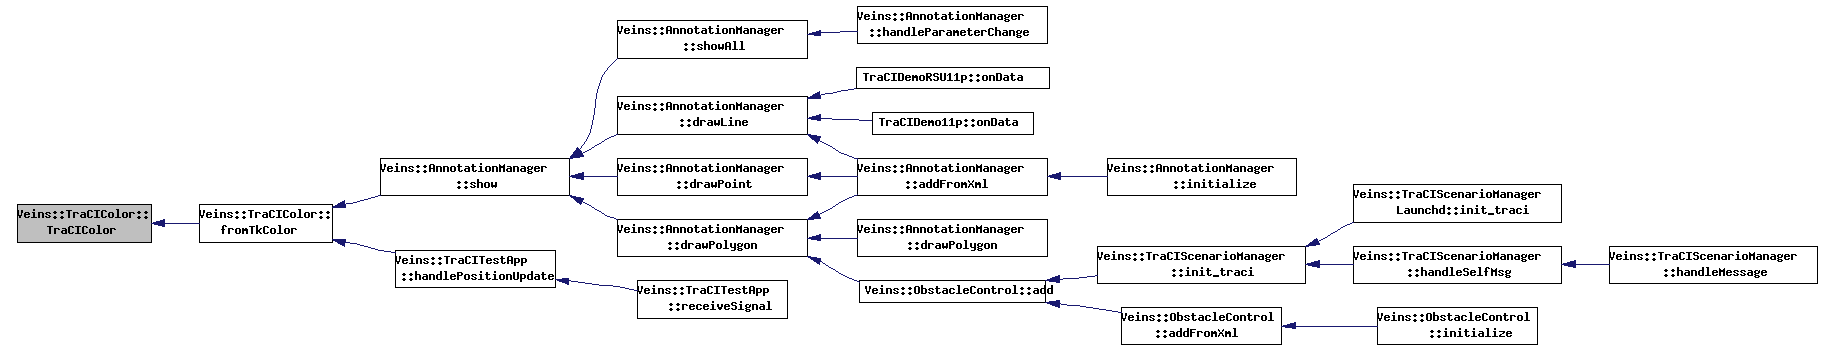 Veins::TraCIColor::
TraCIColor
Veins::TraCIColor::
fromTkColor
Veins::AnnotationManager
::show
Veins::TraCITestApp
::handlePositionUpdate
Veins::AnnotationManager
::showAll
Veins::AnnotationManager
::drawLine
Veins::AnnotationManager
::drawPoint
Veins::AnnotationManager
::drawPolygon
Veins::TraCITestApp
::receiveSignal
Veins::AnnotationManager
::handleParameterChange
TraCIDemoRSU11p::onData
TraCIDemo11p::onData
Veins::AnnotationManager
::addFromXml
Veins::AnnotationManager
::drawPolygon
Veins::ObstacleControl::add
Veins::AnnotationManager
::initialize
Veins::TraCIScenarioManager
::init_traci
Veins::ObstacleControl
::addFromXml
Veins::TraCIScenarioManager
Launchd::init_traci
Veins::TraCIScenarioManager
::handleSelfMsg
Veins::ObstacleControl
::initialize
Veins::TraCIScenarioManager
::handleMessage